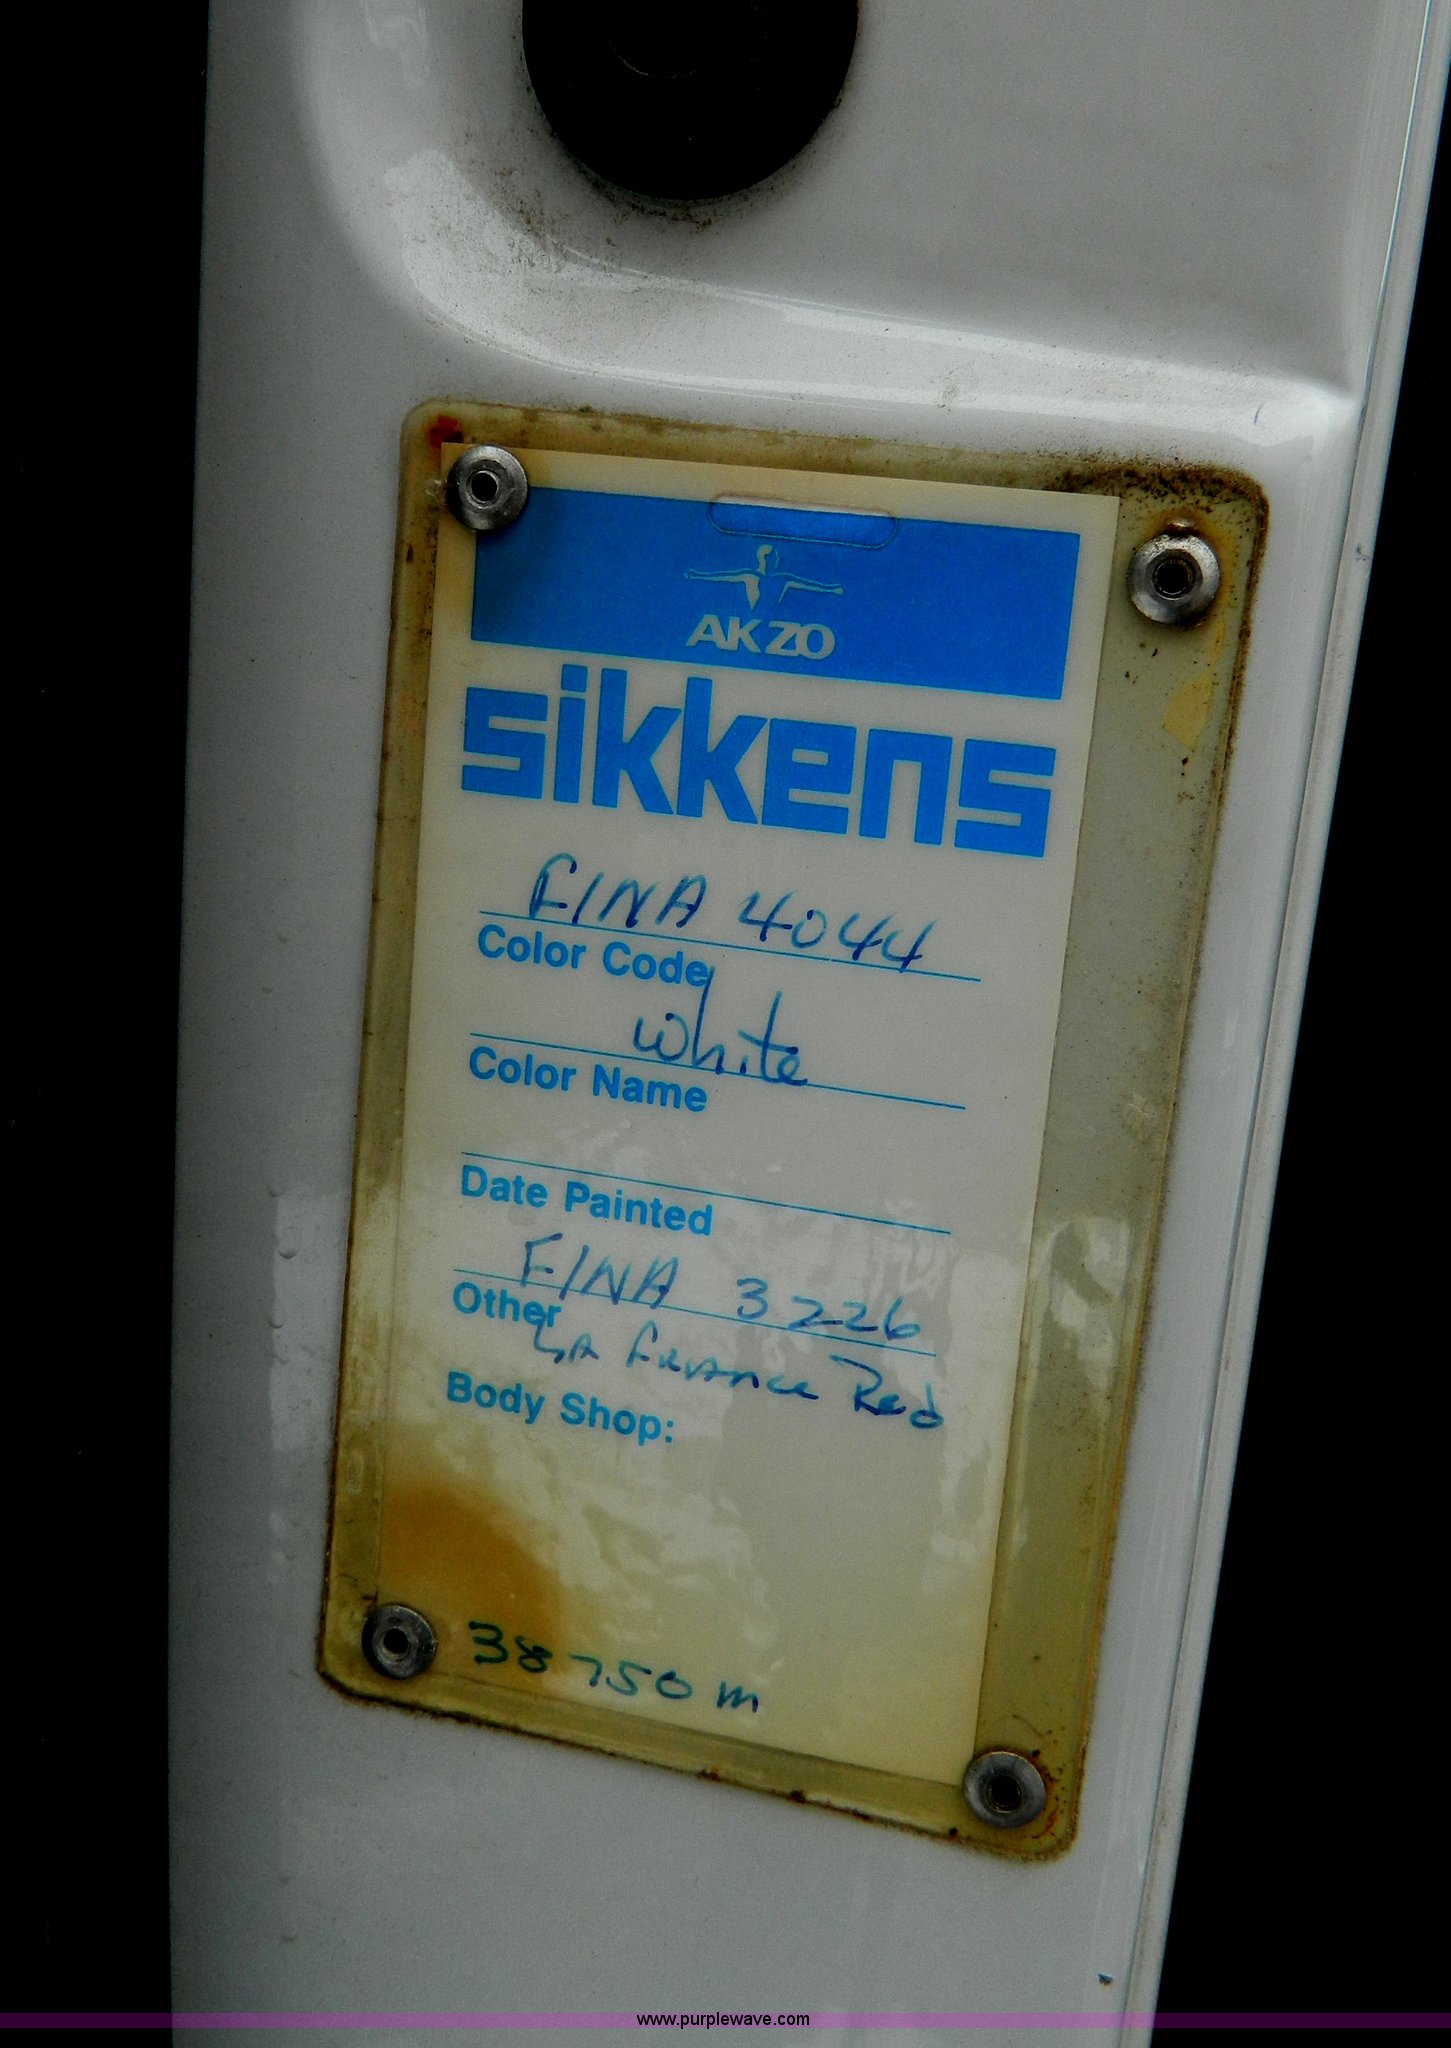 AKZO
sikkens
FINA 4044
Color Code
white
Color Name
Date Painted
FINA 3226
Other
La France Red
Body Shop:
38750 m
www.purplewave.com